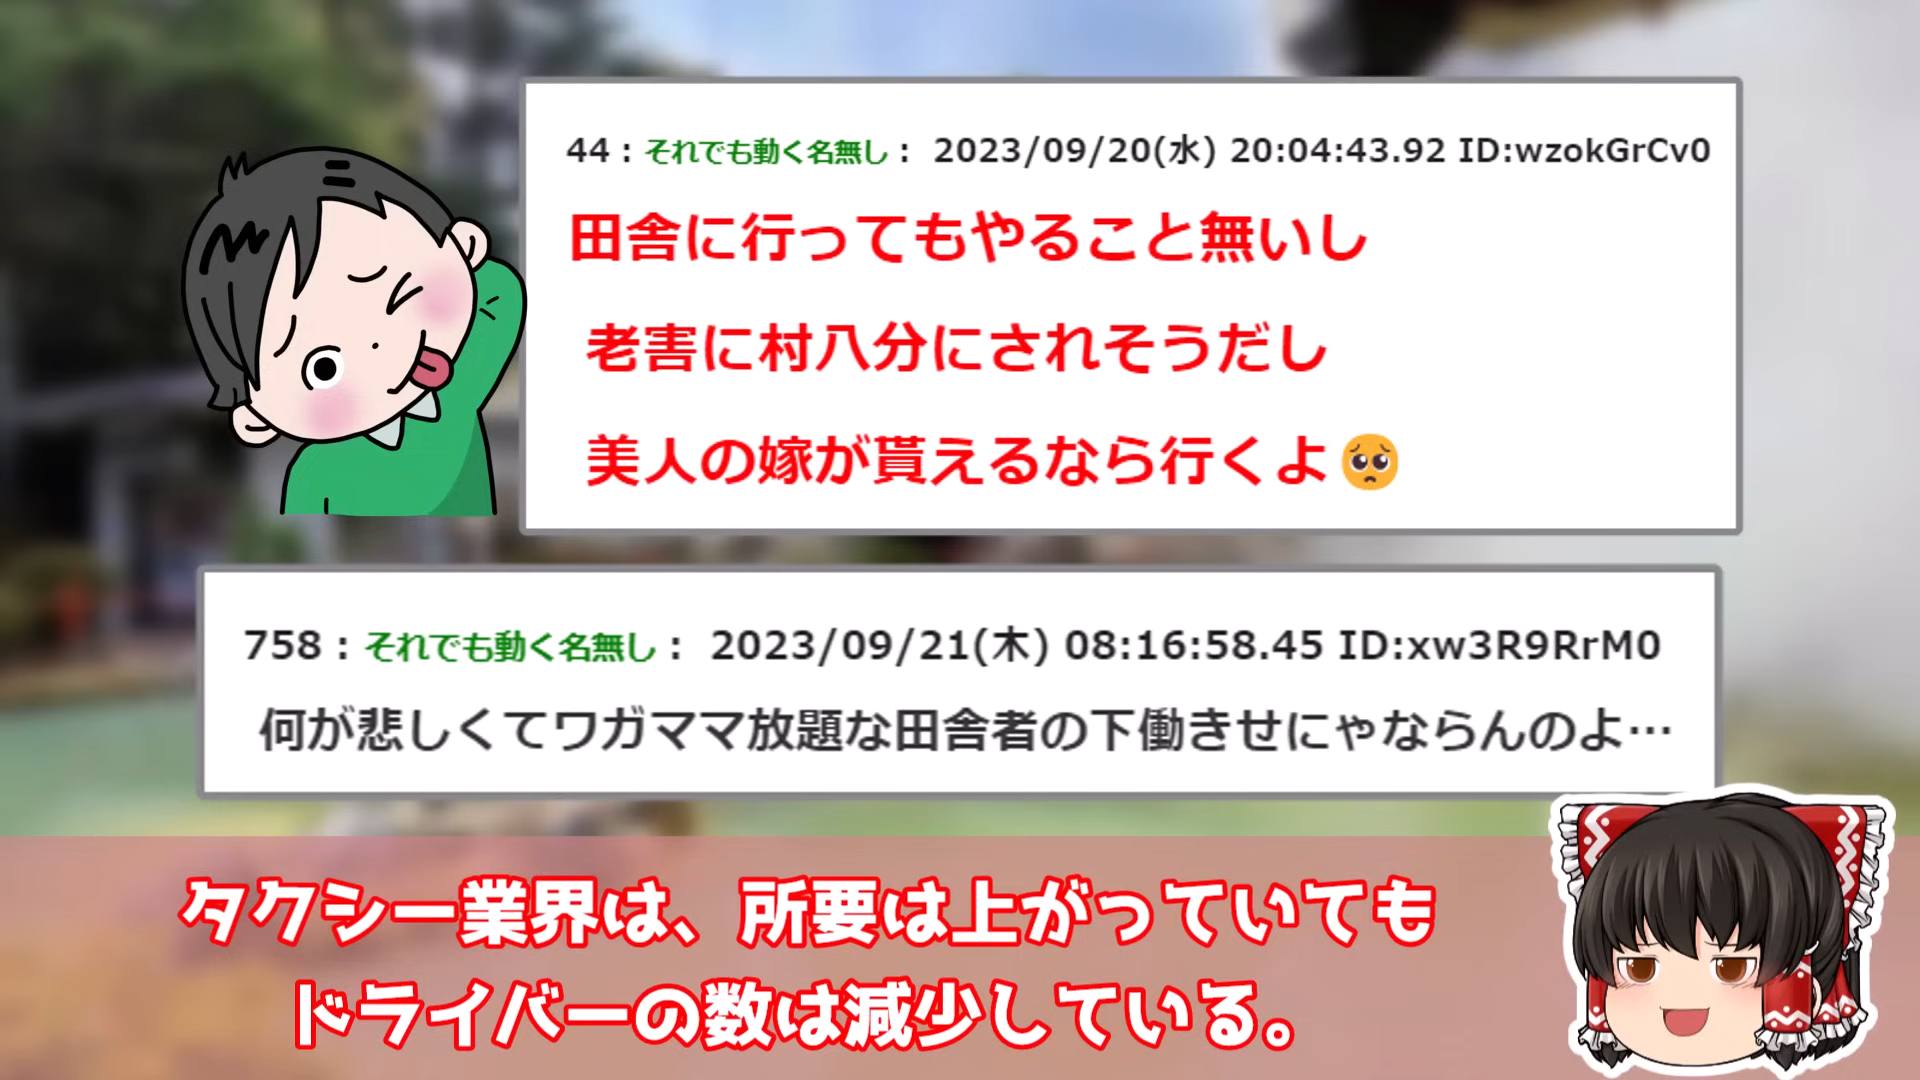 44：それでも動く名無し： 2023/09/20(水) 20:04:43.92 ID:wzokGrCv0
田舎に行ってもやること無いし
老害に村八分にされそうだし
美人の嫁が貰えるなら行くよ🥺
758：それでも動く名無し： 2023/09/21(木) 08:16:58.45 ID:xw3R9RrM0
何が悲しくてワガママ放題な田舎者の下働きせにゃならんのよ…
タクシー業界は、所要は上がっていても
ドライバーの数は減少している。